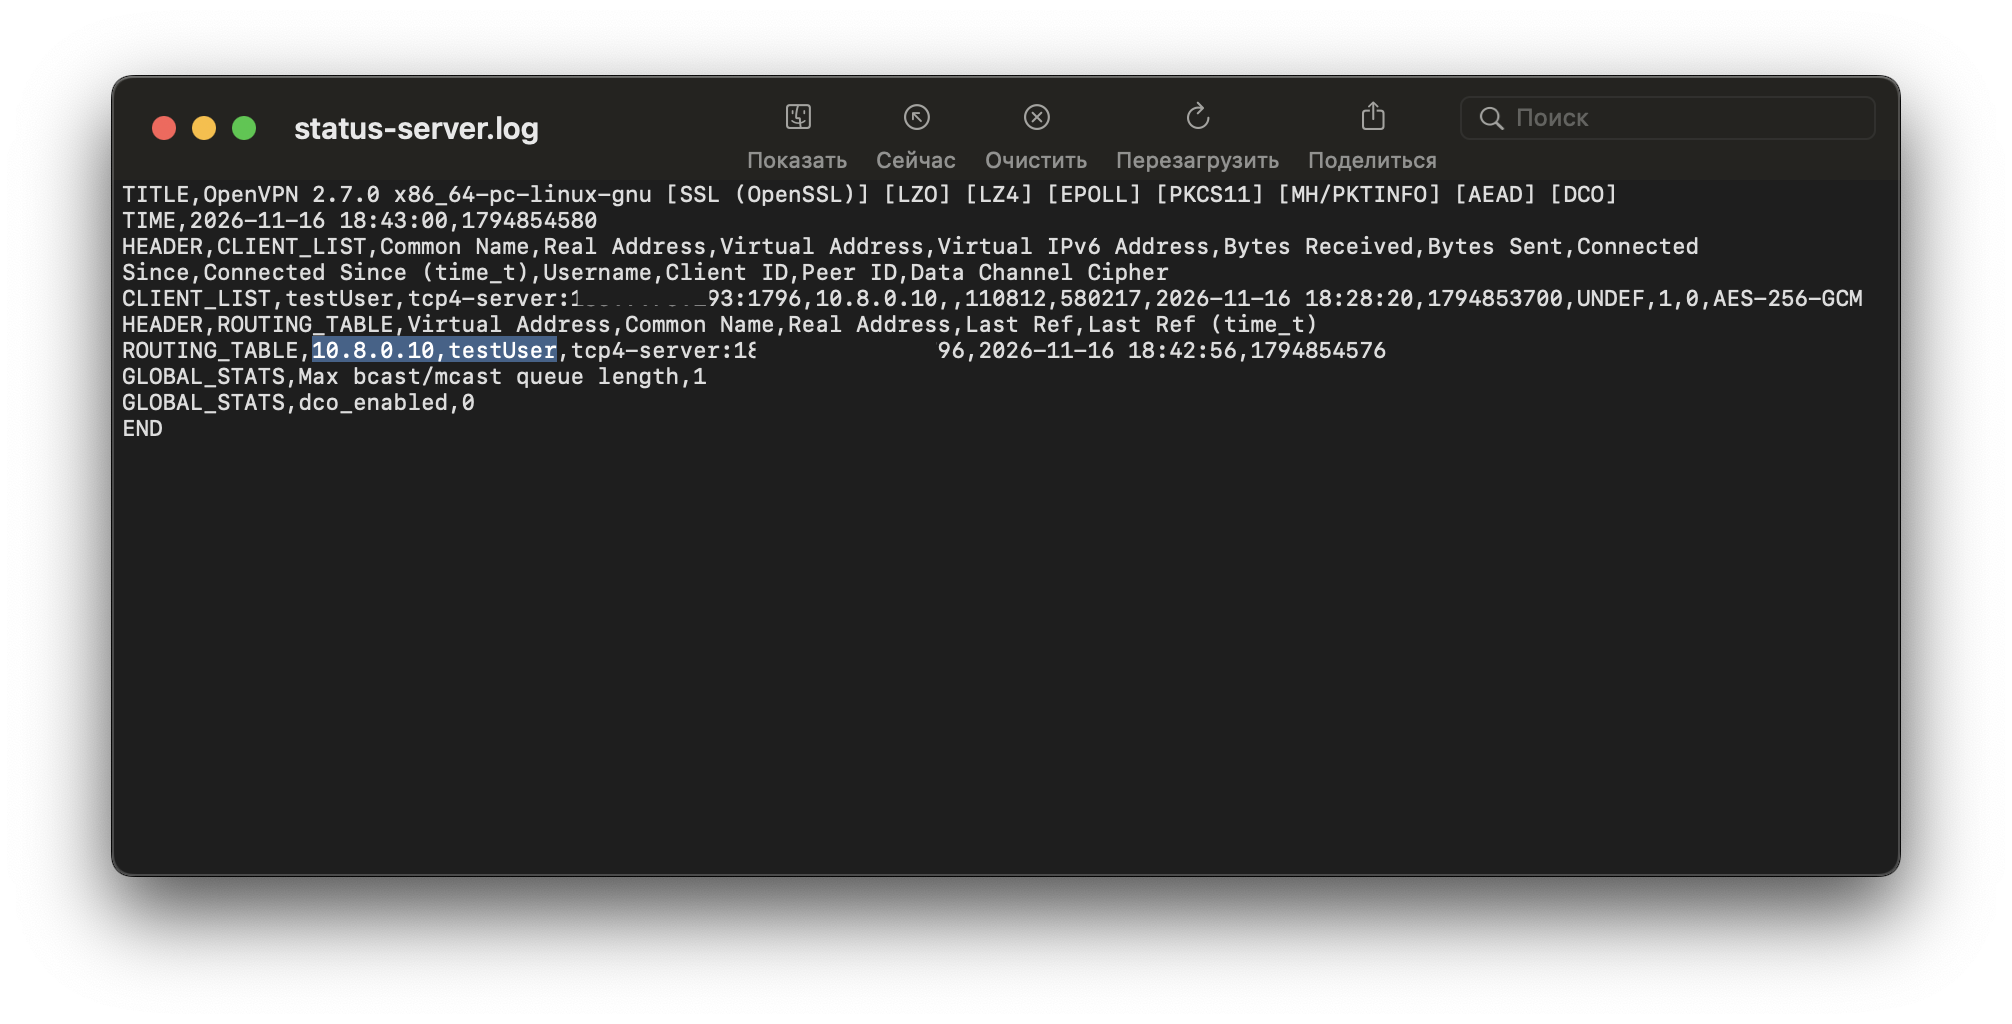 status-server.log
Показать
Сейчас
Очистить
Перезагрузить
Поделиться
Поиск
TITLE,OpenVPN 2.7.0 x86_64-pc-linux-gnu [SSL (OpenSSL)] [LZO] [LZ4] [EPOLL] [PKCS11] [MH/PKTINFO] [AEAD] [DCO]
TIME,2026-11-16 18:43:00,1794854580
HEADER,CLIENT_LIST,Common Name,Real Address,Virtual Address,Virtual IPv6 Address,Bytes Received,Bytes Sent,Connected
Since,Connected Since (time_t),Username,Client ID,Peer ID,Data Channel Cipher
CLIENT_LIST,testUser,tcp4-server: 93:1796,10.8.0.10,,110812,580217,2026-11-16 18:28:20,1794853700,UNDEF,1,0,AES-256-GCM
HEADER,ROUTING_TABLE,Virtual Address,Common Name,Real Address,Last Ref,Last Ref (time_t)
ROUTING_TABLE,10.8.0.10,testUser,tcp4-server:18 96,2026-11-16 18:42:56,1794854576
GLOBAL_STATS,Max bcast/mcast queue length,1
GLOBAL_STATS,dco_enabled,0
END